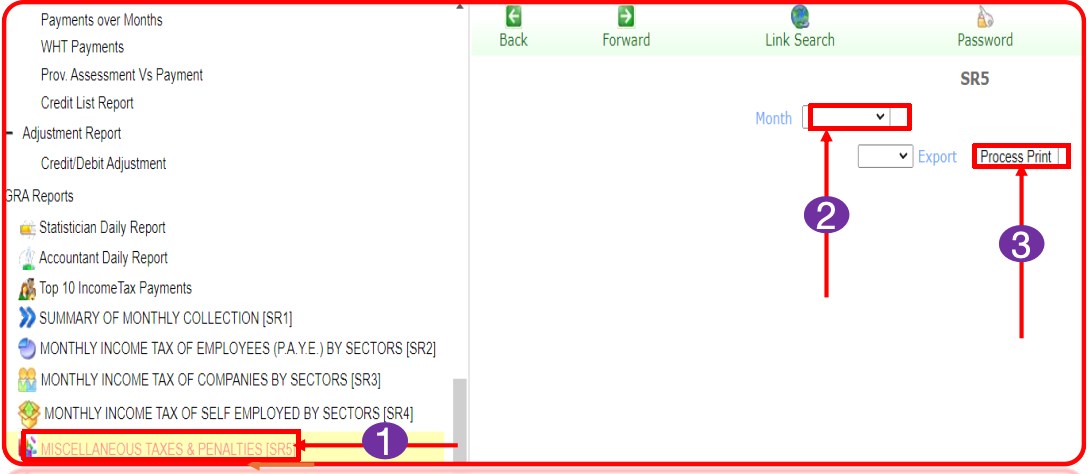 Payments over Months
WHT Payments
Prov. Assessment Vs Payment
Credit List Report
Adjustment Report
Credit/Debit Adjustment
GRA Reports
Statistician Daily Report
Accountant Daily Report
Top 10 IncomeTax Payments
SUMMARY OF MONTHLY COLLECTION [SR1]
MONTHLY INCOME TAX OF EMPLOYEES (P.A.Y.E.) BY SECTORS [SR2]
MONTHLY INCOME TAX OF COMPANIES BY SECTORS [SR3]
MONTHLY INCOME TAX OF SELF EMPLOYED BY SECTORS [SR4]
MISCELLANEOUS TAXES & PENALTIES [SR5]
1
Back Forward Link Search Password
SR5
Month
Export Process Print
2
3